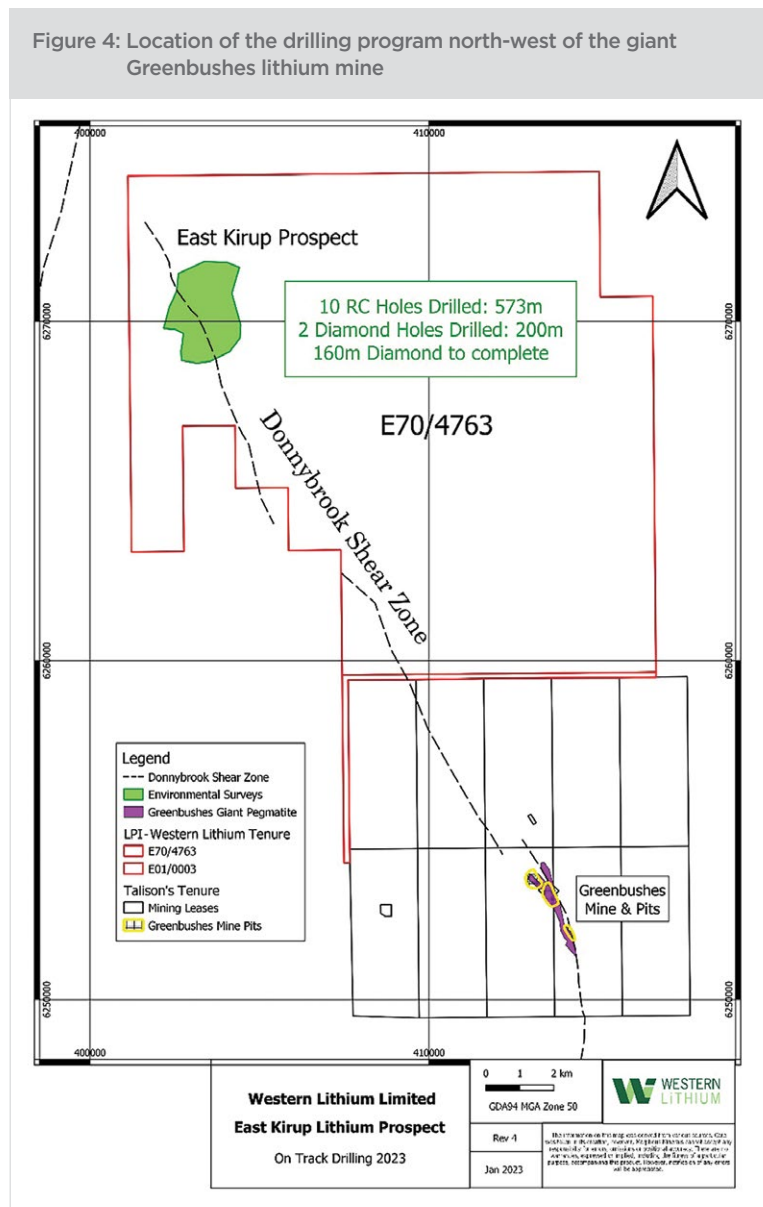 Figure 4: Location of the drilling program north-west of the giant
Greenbushes lithium mine
400000
410000
East Kirup Prospect
6270000
6270000
10 RC Holes Drilled: 573m
2 Diamond Holes Drilled: 200m
160m Diamond to complete
E70/4763
Donnybrook Shear Zone
6260000
6260000
Legend
Donnybrook Shear Zone
Environmental Surveys
Greenbushes Giant Pegmatite
LPI-Western Lithium Tenure
E70/4763
E01/0003
Talison's Tenure
Mining Leases
Greenbushes Mine Pits
Greenbushes
Mine & Pits
6250000
6250000
400000
410000
Western Lithium Limited
East Kirup Lithium Prospect
On Track Drilling 2023
0 1 2 km
GDA94 MGA Zone 50
WESTERN
LITHIUM
Rev 4
Jan 2023